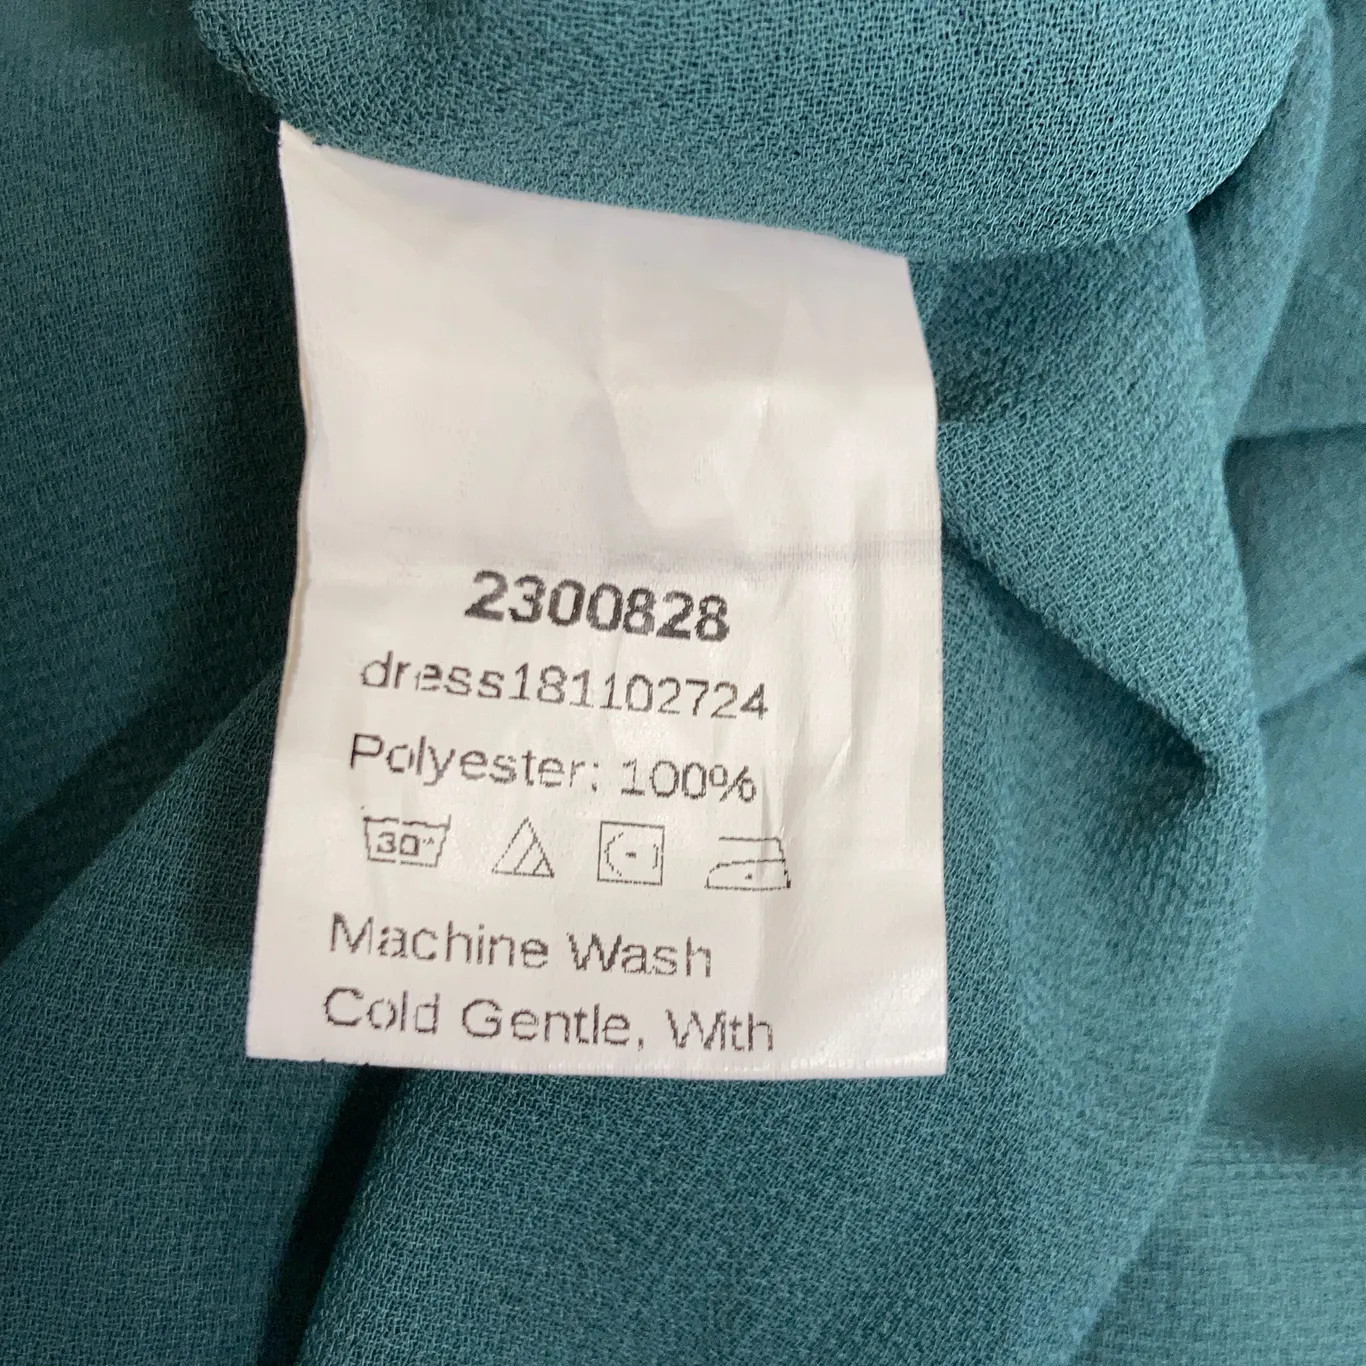 2300828
dress181102724
Polyester: 100%
30°
Machine Wash
Cold Gentle, With